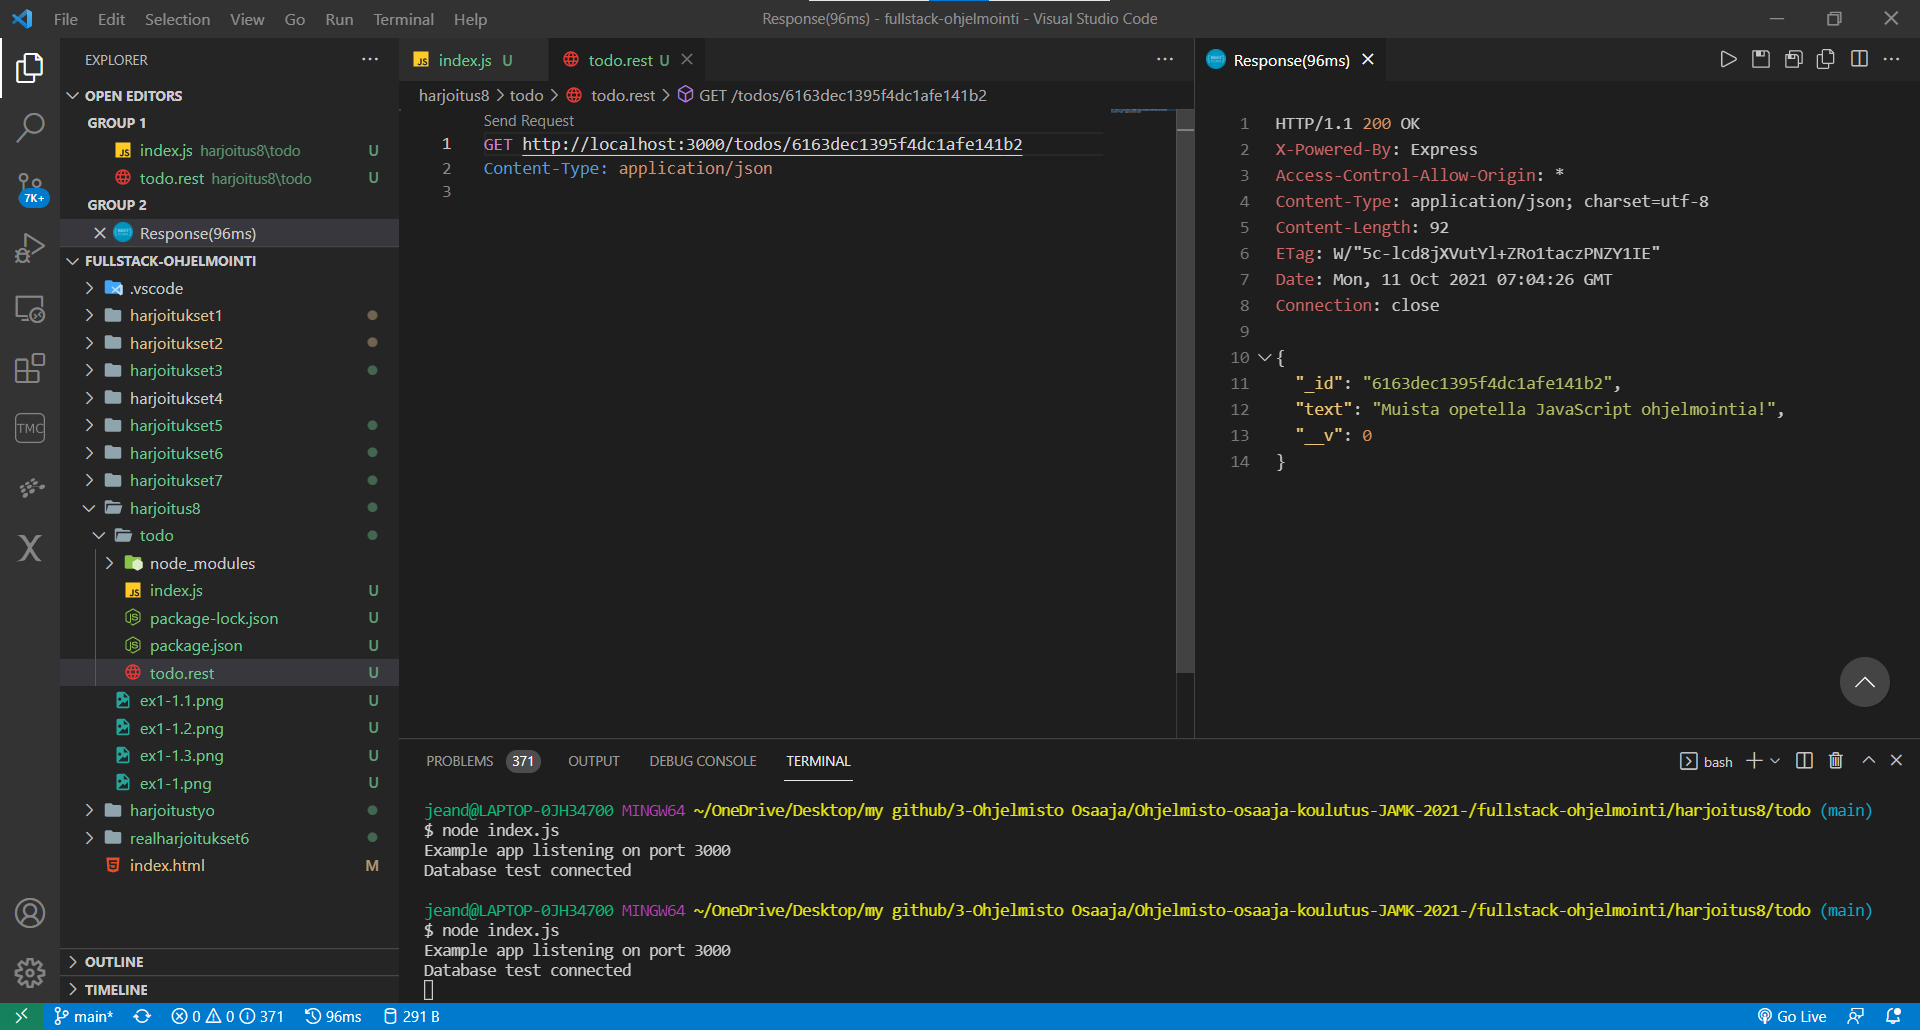 File Edit Selection View Go Run Terminal Help
Response(96ms) - fullstack-ohjelmointi - Visual Studio Code
EXPLORER
OPEN EDITORS
GROUP 1
JS index.js harjoitus8\todo U
todo.rest harjoitus8\todo U
GROUP 2
Response(96ms)
FULLSTACK-OHJELMOINTI
.vscode
harjoitukset1
harjoitukset2
harjoitukset3
harjoitukset4
harjoitukset5
harjoitukset6
harjoitukset7
harjoitus8
todo
node_modules
JS index.js U
package-lock.json U
package.json U
todo.rest U
ex1-1.1.png U
ex1-1.2.png U
ex1-1.3.png U
ex1-1.png U
harjoitustyo
realharjoitukset6
index.html M
OUTLINE
TIMELINE
7K+
TMC
JS index.js U
todo.rest U
harjoitus8 > todo > todo.rest > GET /todos/6163dec1395f4dc1afe141b2
Send Request
1 GET http://localhost:3000/todos/6163dec1395f4dc1afe141b2
2 Content-Type: application/json
3
Response(96ms)
1 HTTP/1.1 200 OK
2 X-Powered-By: Express
3 Access-Control-Allow-Origin: *
4 Content-Type: application/json; charset=utf-8
5 Content-Length: 92
6 ETag: W/"5c-lcd8jXVutYl+ZRo1taczPNZY1IE"
7 Date: Mon, 11 Oct 2021 07:04:26 GMT
8 Connection: close
9
10 {
11 "_id": "6163dec1395f4dc1afe141b2",
12 "text": "Muista opetella JavaScript ohjelmointia!",
13 "__v": 0
14 }
PROBLEMS 371 OUTPUT DEBUG CONSOLE TERMINAL
bash
jeand@LAPTOP-0JH34700 MINGW64 ~/OneDrive/Desktop/my github/3-Ohjelmisto Osaaja/Ohjelmisto-osaaja-koulutus-JAMK-2021-/fullstack-ohjelmointi/harjoitus8/todo (main)
$ node index.js
Example app listening on port 3000
Database test connected
jeand@LAPTOP-0JH34700 MINGW64 ~/OneDrive/Desktop/my github/3-Ohjelmisto Osaaja/Ohjelmisto-osaaja-koulutus-JAMK-2021-/fullstack-ohjelmointi/harjoitus8/todo (main)
$ node index.js
Example app listening on port 3000
Database test connected
main* 0 0 371 96ms 291 B
Go Live